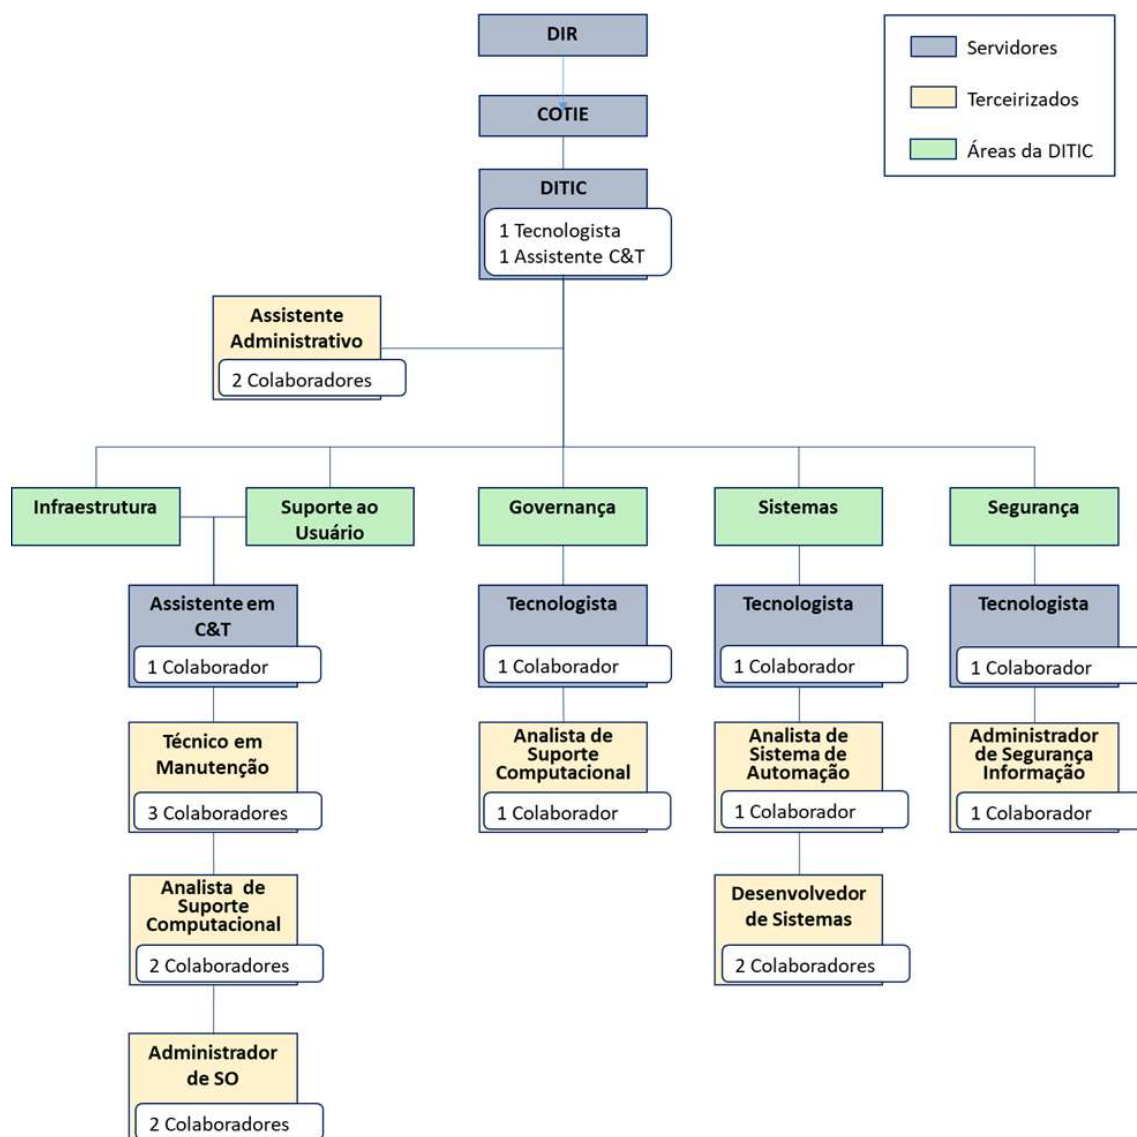 DIR
Servidores
Terceirizados
Áreas da DITIC
COTIE
DITIC
1 Tecnologista
1 Assistente C&T
Assistente
Administrativo
2 Colaboradores
Infraestrutura
Suporte ao
Usuário
Governança
Sistemas
Segurança
Assistente em
C&T
1 Colaborador
Tecnologista
1 Colaborador
Tecnologista
1 Colaborador
Tecnologista
1 Colaborador
Técnico em
Manutenção
3 Colaboradores
Analista de
Suporte
Computacional
1 Colaborador
Analista de
Sistema de
Automação
1 Colaborador
Administrador
de Segurança
Informação
1 Colaborador
Analista de
Suporte
Computacional
2 Colaboradores
Desenvolvedor
de Sistemas
2 Colaboradores
Administrador
de SO
2 Colaboradores